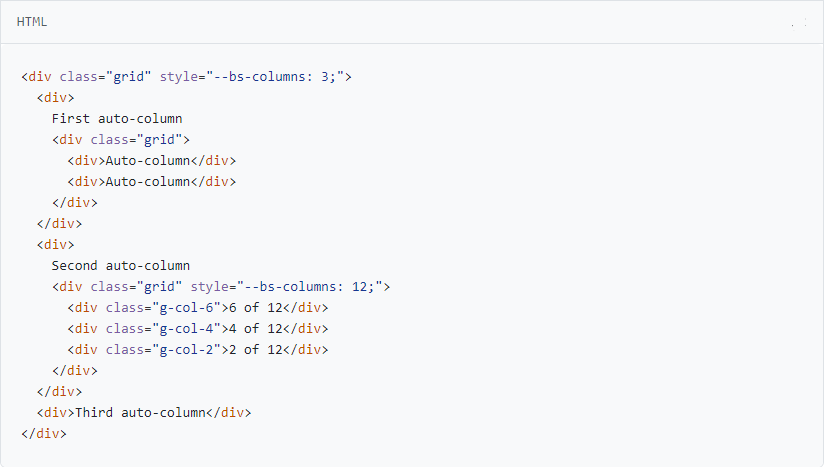 HTML
<div class="grid" style="--bs-columns: 3;">
  <div>
    First auto-column
    <div class="grid">
      <div>Auto-column</div>
      <div>Auto-column</div>
    </div>
  </div>
  <div>
    Second auto-column
    <div class="grid" style="--bs-columns: 12;">
      <div class="g-col-6">6 of 12</div>
      <div class="g-col-4">4 of 12</div>
      <div class="g-col-2">2 of 12</div>
    </div>
  </div>
  <div>Third auto-column</div>
</div>